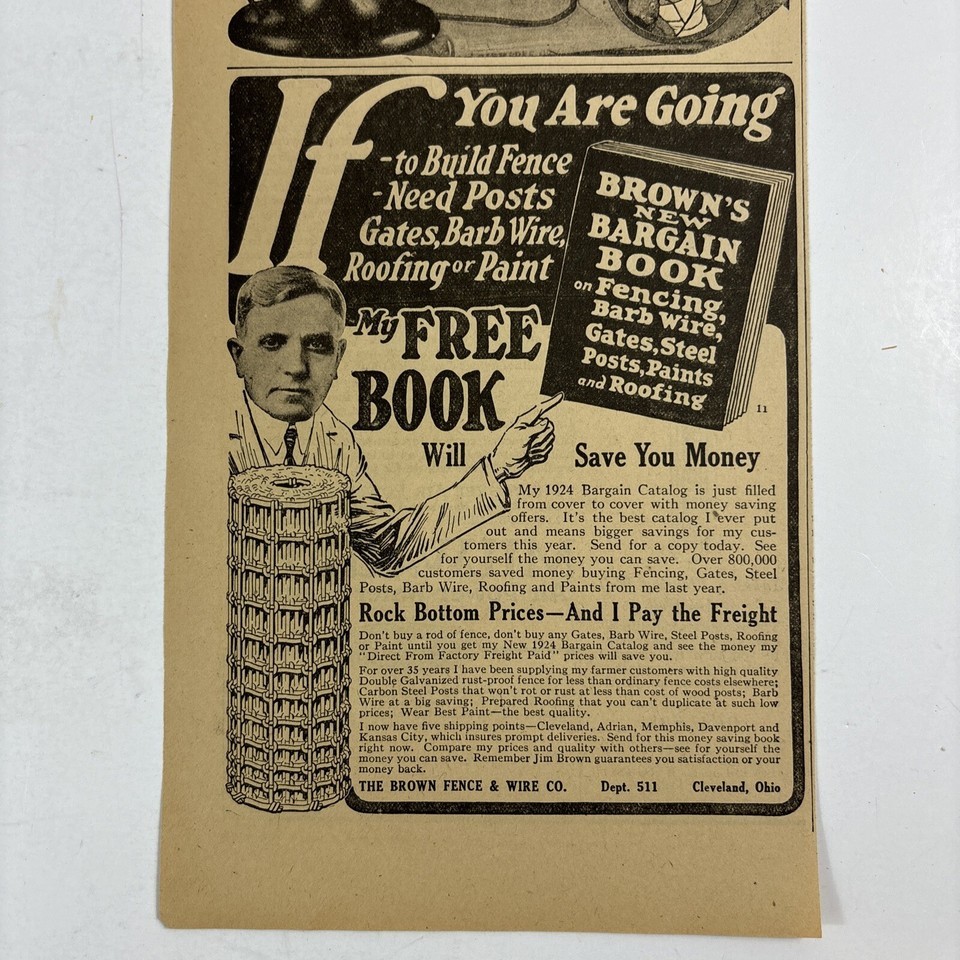 If You Are Going
-to Build Fence
-Need Posts
Gates, Barb Wire,
Roofing or Paint
BROWN'S
NEW
BARGAIN
BOOK
on Fencing,
Barb Wire,
Gates, Steel
Posts, Paints
and Roofing
11
My FREE
BOOK
Will Save You Money
My 1924 Bargain Catalog is just filled
from cover to cover with money saving
offers. It's the best catalog I ever put
out and means bigger savings for my cus-
tomers this year. Send for a copy today. See
for yourself the money you can save. Over 800,000
customers saved money buying Fencing, Gates, Steel
Posts, Barb Wire, Roofing and Paints from me last year.
Rock Bottom Prices—And I Pay the Freight
Don't buy a rod of fence, don't buy any Gates, Barb Wire, Steel Posts, Roofing
or Paint until you get my New 1924 Bargain Catalog and see the money my
"Direct From Factory Freight Paid" prices will save you.
For over 35 years I have been supplying my farmer customers with high quality
Double Galvanized rust-proof fence for less than ordinary fence costs elsewhere;
Carbon Steel Posts that won't rot or rust at less than cost of wood posts; Barb
Wire at a big saving; Prepared Roofing that you can't duplicate at such low
prices; Wear Best Paint—the best quality.
I now have five shipping points—Cleveland, Adrian, Memphis, Davenport and
Kansas City, which insures prompt deliveries. Send for this money saving book
right now. Compare my prices and quality with others—see for yourself the
money you can save. Remember Jim Brown guarantees you satisfaction or your
money back.
THE BROWN FENCE & WIRE CO. Dept. 511 Cleveland, Ohio